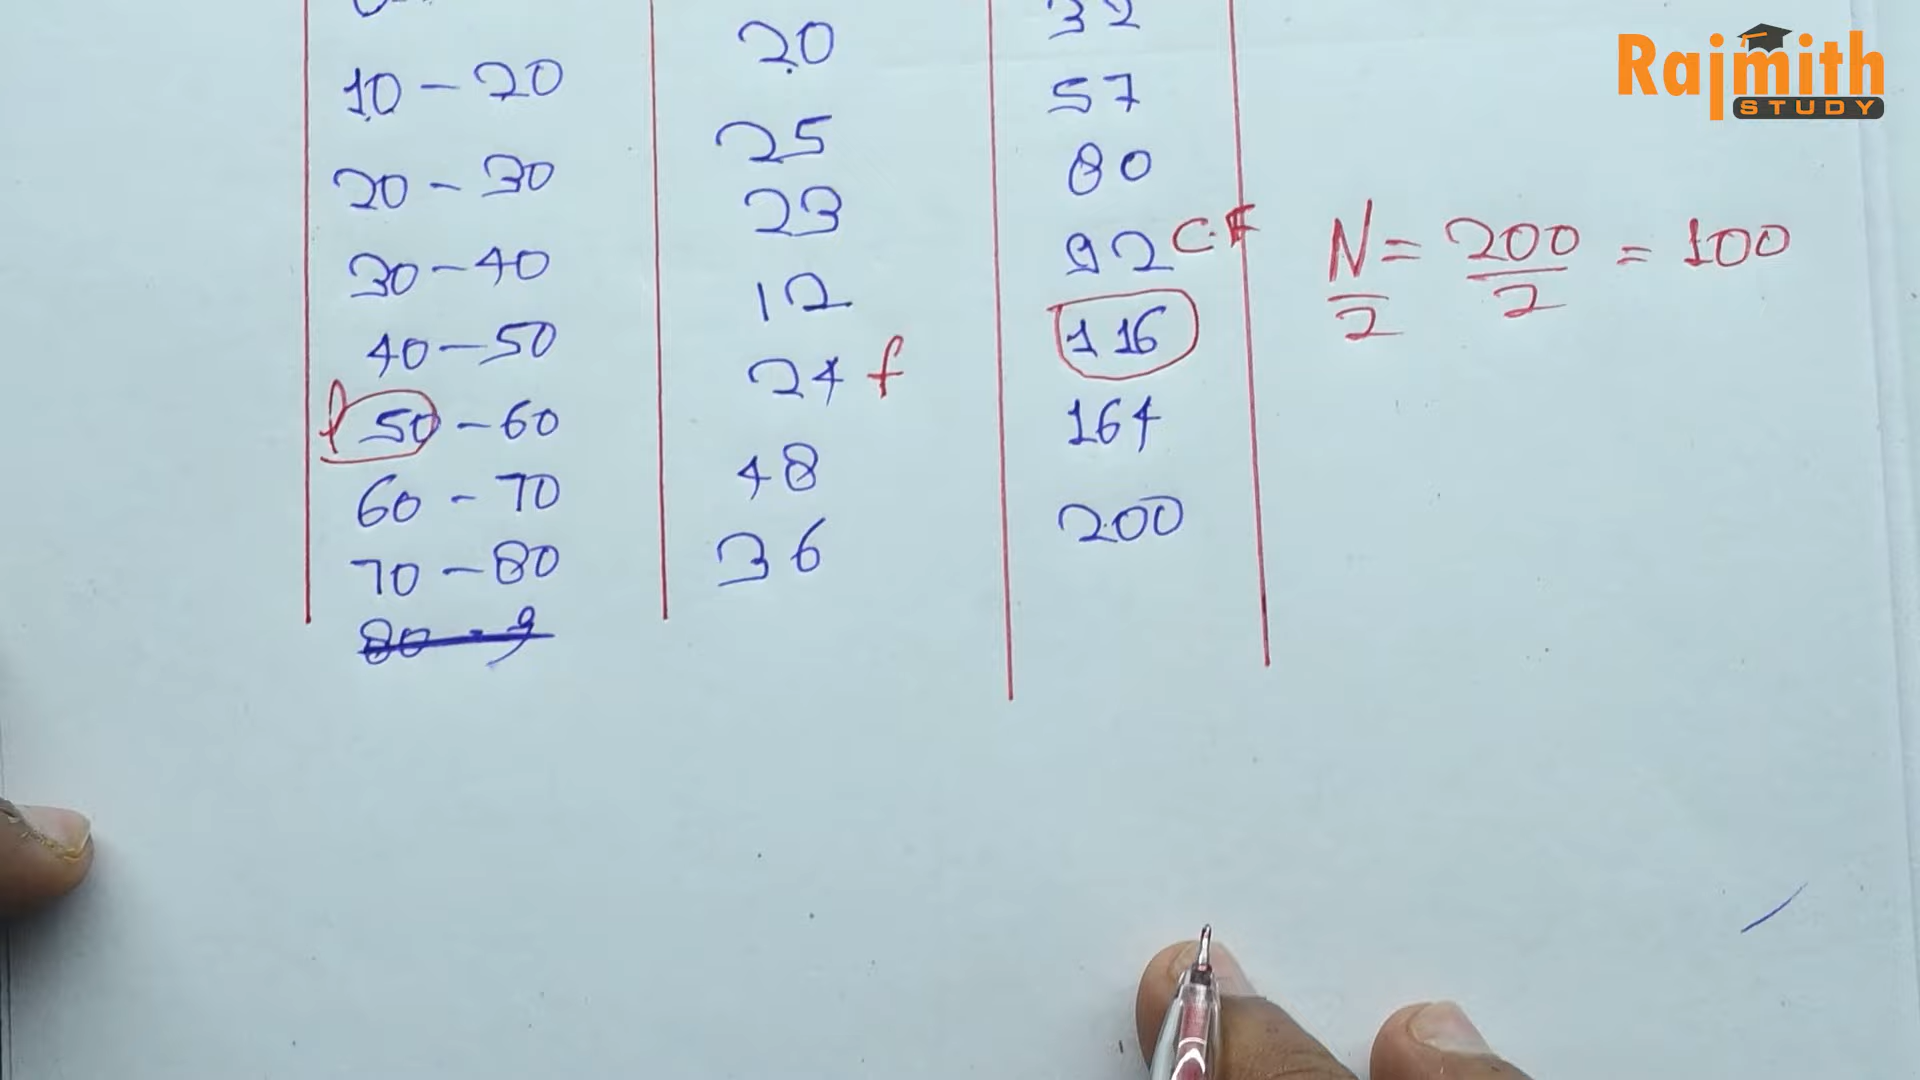 Rajmith
STUDY
20 32
10 - 20 25 57
20 - 30 23 80
30 - 40 12 92 C.F
40 - 50 24 f 116
l 50 - 60 48 164
60 - 70 36 200
70 - 80
N/2 = 200/2 = 100